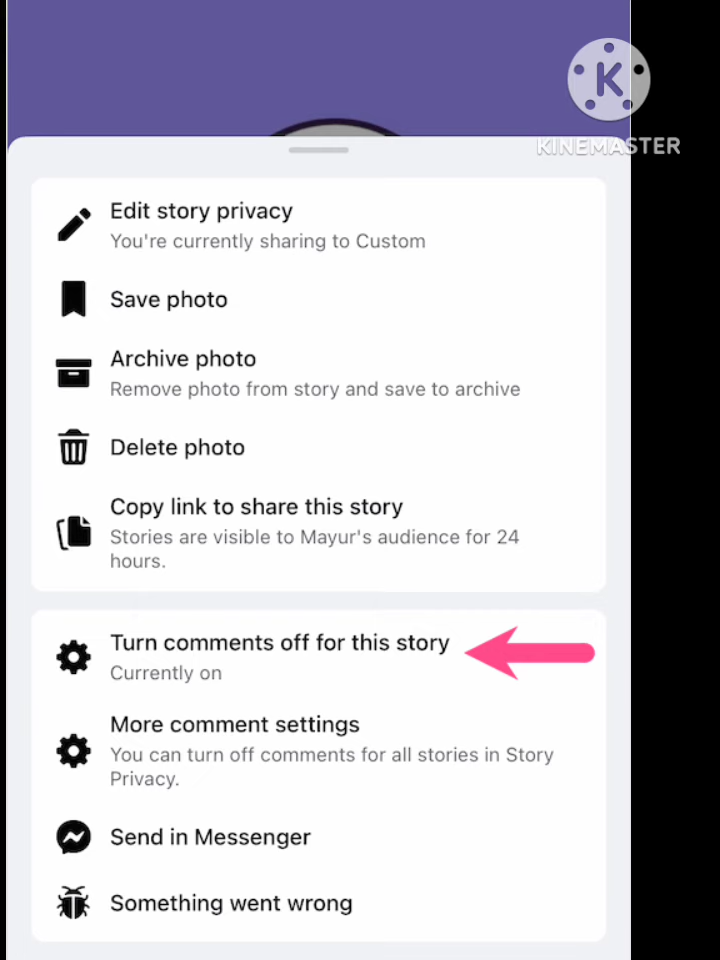 K
KINEMASTER
Edit story privacy
You're currently sharing to Custom
Save photo
Archive photo
Remove photo from story and save to archive
Delete photo
Copy link to share this story
Stories are visible to Mayur's audience for 24
hours.
Turn comments off for this story
Currently on
More comment settings
You can turn off comments for all stories in Story
Privacy.
Send in Messenger
Something went wrong